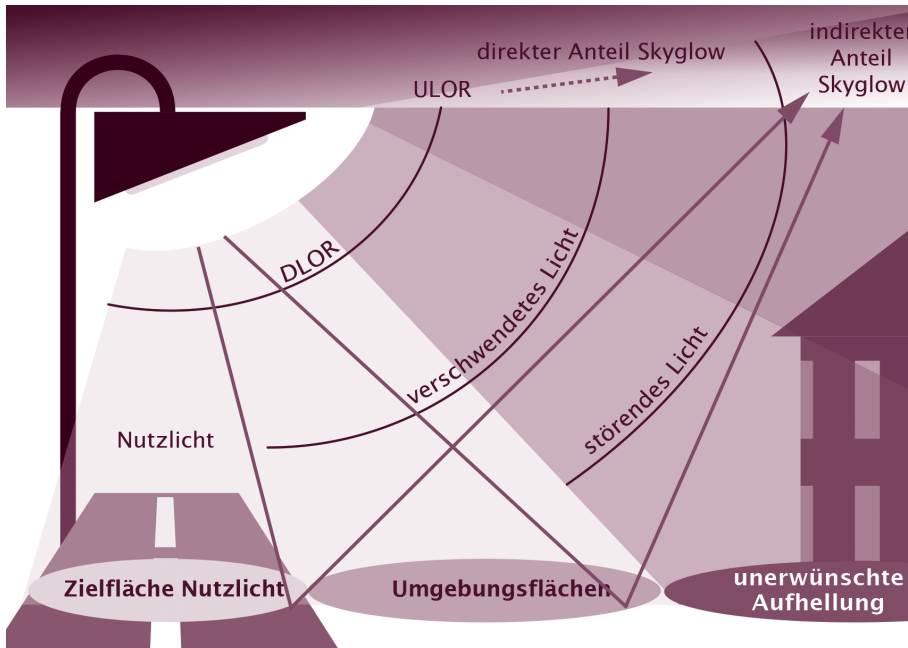 direkter Anteil Skyglow
indirekter
Anteil
Skyglow
ULOR
DLOR
verschwendetes Licht
störendes Licht
Nutzlicht
Zielfläche Nutzlicht
Umgebungsflächen
unerwünschte
Aufhellung